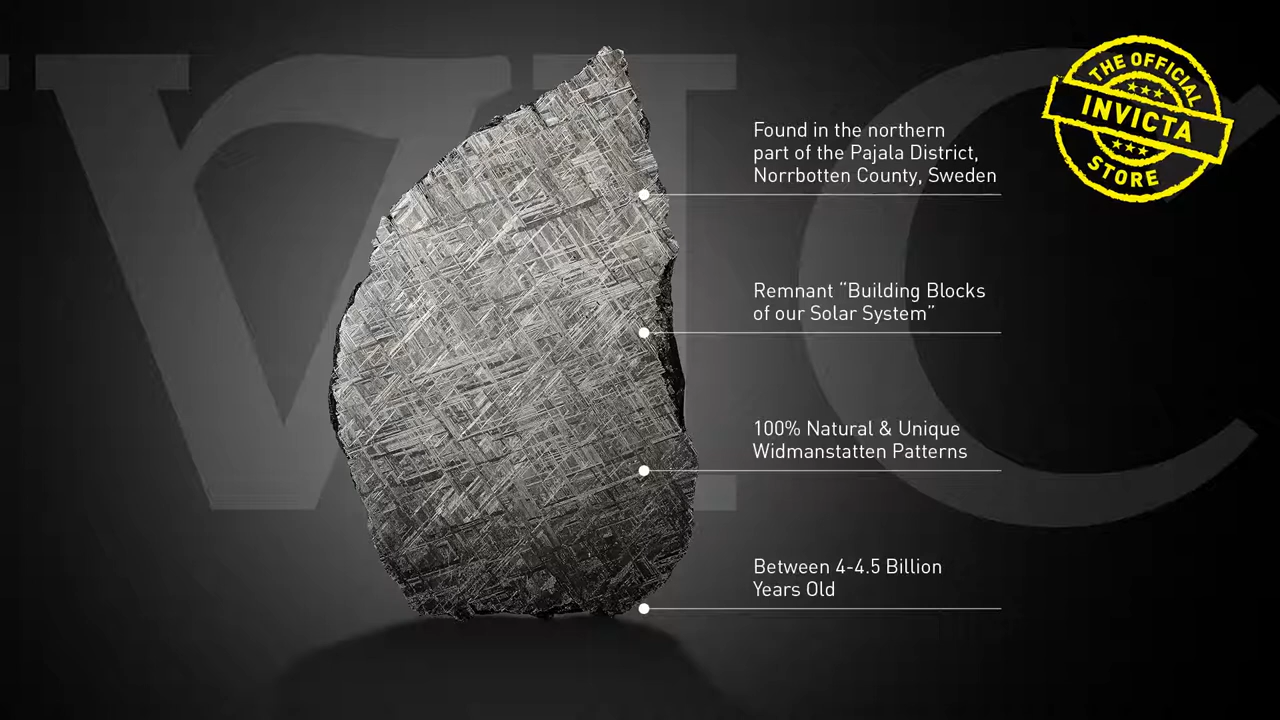 THE OFFICIAL
INVICTA
STORE
Found in the northern
part of the Pajala District,
Norrbotten County, Sweden
Remnant “Building Blocks
of our Solar System”
100% Natural & Unique
Widmanstatten Patterns
Between 4-4.5 Billion
Years Old
VIC